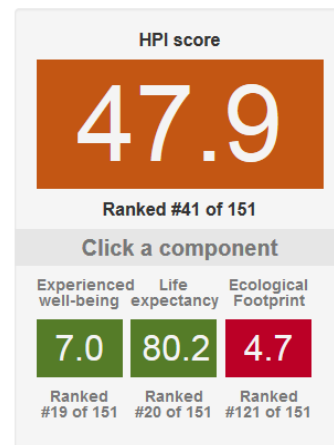 HPI score
47.9
Ranked #41 of 151
Click a component
Experienced well-being
Life expectancy
Ecological Footprint
7.0
80.2
4.7
Ranked #19 of 151
Ranked #20 of 151
Ranked #121 of 151